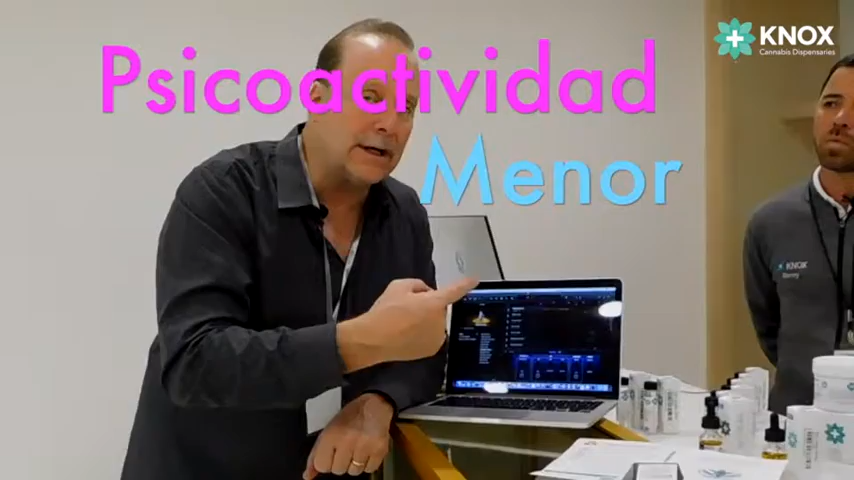 KNOX
Cannabis Dispensaries
Psicoactividad
Menor
KNOX